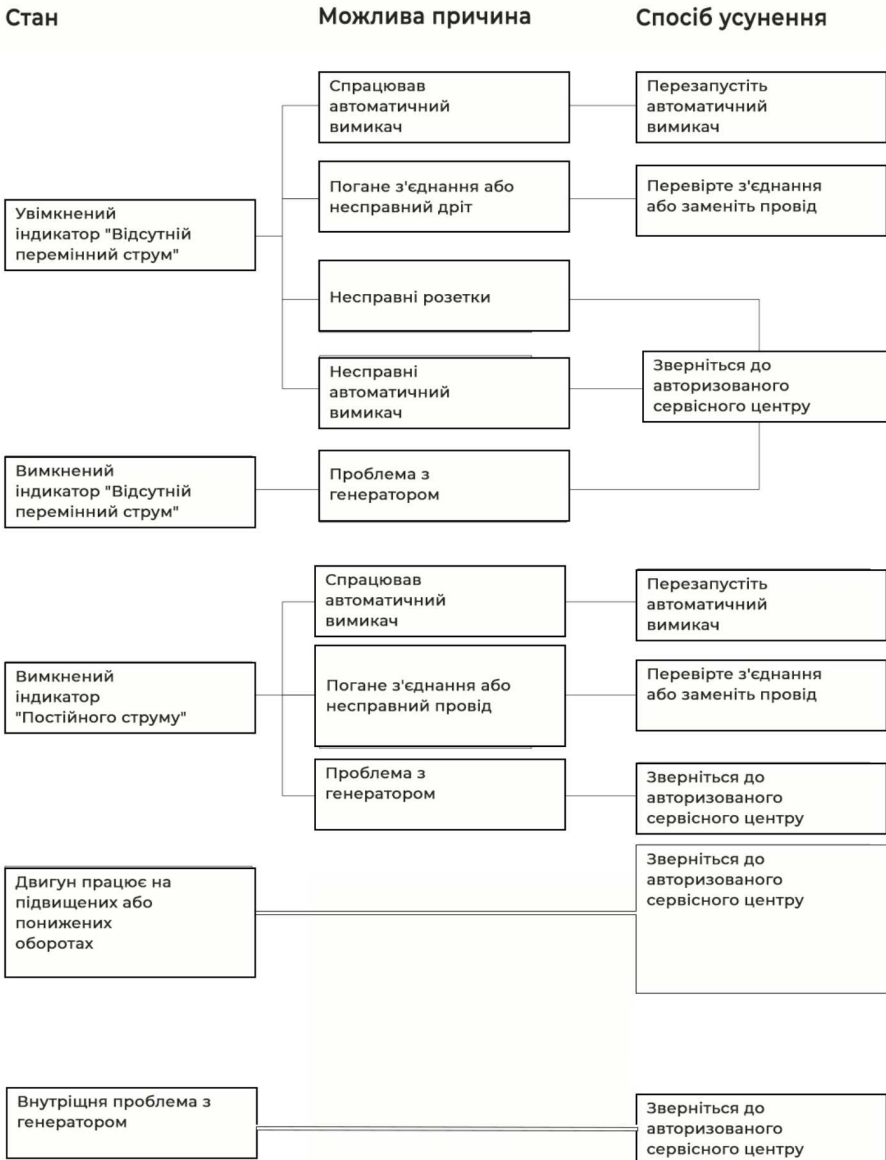 Стан
Можлива причина
Спосіб усунення
Увімкнений
індикатор "Відсутній
перемінний струм"
Спрацював
автоматичний
вимикач
Перезапустіть
автоматичний
вимикач
Погане з'єднання або
несправний дріт
Перевірте з'єднання
або заменіть провід
Несправні розетки
Несправні
автоматичний
вимикач
Зверніться до
авторизованого
сервісного центру
Вимкнений
індикатор "Відсутній
перемінний струм"
Проблема з
генератором
Вимкнений
індикатор
"Постійного струму"
Спрацював
автоматичний
вимикач
Перезапустіть
автоматичний
вимикач
Погане з'єднання або
несправний провід
Перевірте з'єднання
або заменіть провід
Проблема з
генератором
Зверніться до
авторизованого
сервісного центру
Двигун працює на
підвищених або
понижених
оборотах
Зверніться до
авторизованого
сервісного центру
Внутріщня проблема з
генератором
Зверніться до
авторизованого
сервісного центру